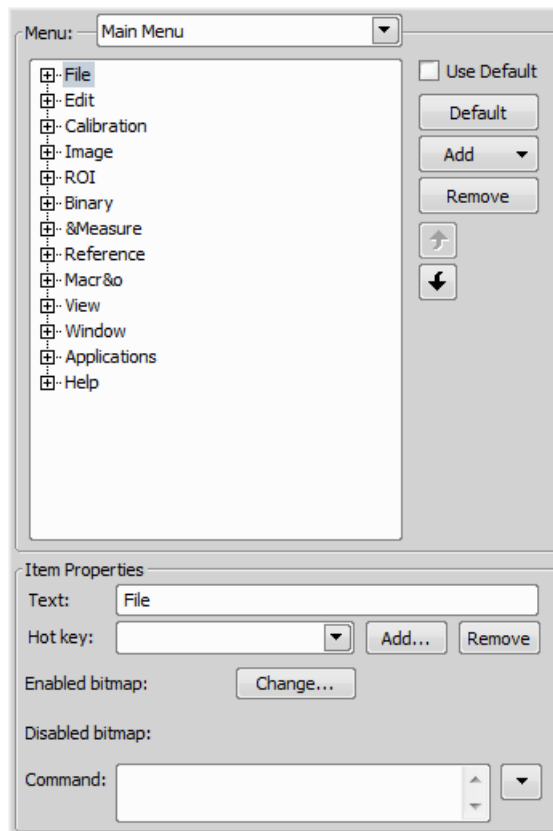 Menu: Main Menu
File
Use Default
Edit
Default
Calibration
Image
Add
ROI
Binary
Remove
&Measure
Reference
Macr&o
View
Window
Applications
Help
Item Properties
Text: File
Hot key: Add... Remove
Enabled bitmap: Change...
Disabled bitmap:
Command: